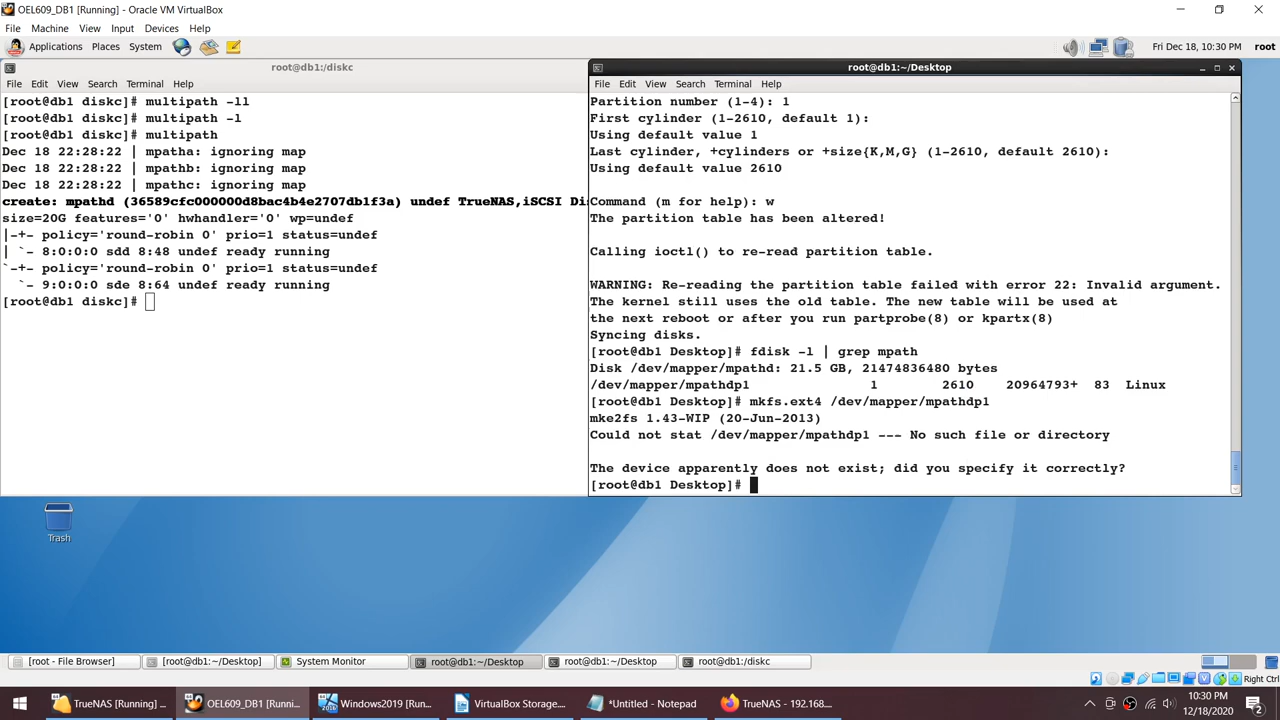 OEL609_DB1 [Running] - Oracle VM VirtualBox
File Machine View Input Devices Help
Applications Places System
Fri Dec 18, 10:30 PM root
root@db1:/diskc
File Edit View Search Terminal Help
[root@db1 diskc]# multipath -ll
[root@db1 diskc]# multipath -l
[root@db1 diskc]# multipath
Dec 18 22:28:22 | mpatha: ignoring map
Dec 18 22:28:22 | mpathb: ignoring map
Dec 18 22:28:22 | mpathc: ignoring map
create: mpathd (36589cfc000000d8bac4b4e2707db1f3a) undef TrueNAS,iSCSI Di
size=20G features='0' hwhandler='0' wp=undef
|-+- policy='round-robin 0' prio=1 status=undef
| `- 8:0:0:0 sdd 8:48 undef ready running
`-+- policy='round-robin 0' prio=1 status=undef
  `- 9:0:0:0 sde 8:64 undef ready running
[root@db1 diskc]#
root@db1:~/Desktop
File Edit View Search Terminal Help
Partition number (1-4): 1
First cylinder (1-2610, default 1):
Using default value 1
Last cylinder, +cylinders or +size{K,M,G} (1-2610, default 2610):
Using default value 2610
Command (m for help): w
The partition table has been altered!
Calling ioctl() to re-read partition table.
WARNING: Re-reading the partition table failed with error 22: Invalid argument.
The kernel still uses the old table. The new table will be used at
the next reboot or after you run partprobe(8) or kpartx(8)
Syncing disks.
[root@db1 Desktop]# fdisk -l | grep mpath
Disk /dev/mapper/mpathd: 21.5 GB, 21474836480 bytes
/dev/mapper/mpathdp1 1 2610 20964793+ 83 Linux
[root@db1 Desktop]# mkfs.ext4 /dev/mapper/mpathdp1
mke2fs 1.43-WIP (20-Jun-2013)
Could not stat /dev/mapper/mpathdp1 --- No such file or directory
The device apparently does not exist; did you specify it correctly?
[root@db1 Desktop]#
Trash
[root - File Browser] [root@db1:~/Desktop] System Monitor root@db1:~/Desktop root@db1:~/Desktop root@db1:/diskc
Right Ctrl
TrueNAS [Running] ... OEL609_DB1 [Runni... Windows2019 [Run... VirtualBox Storage... *Untitled - Notepad TrueNAS - 192.168...
10:30 PM
12/18/2020
2